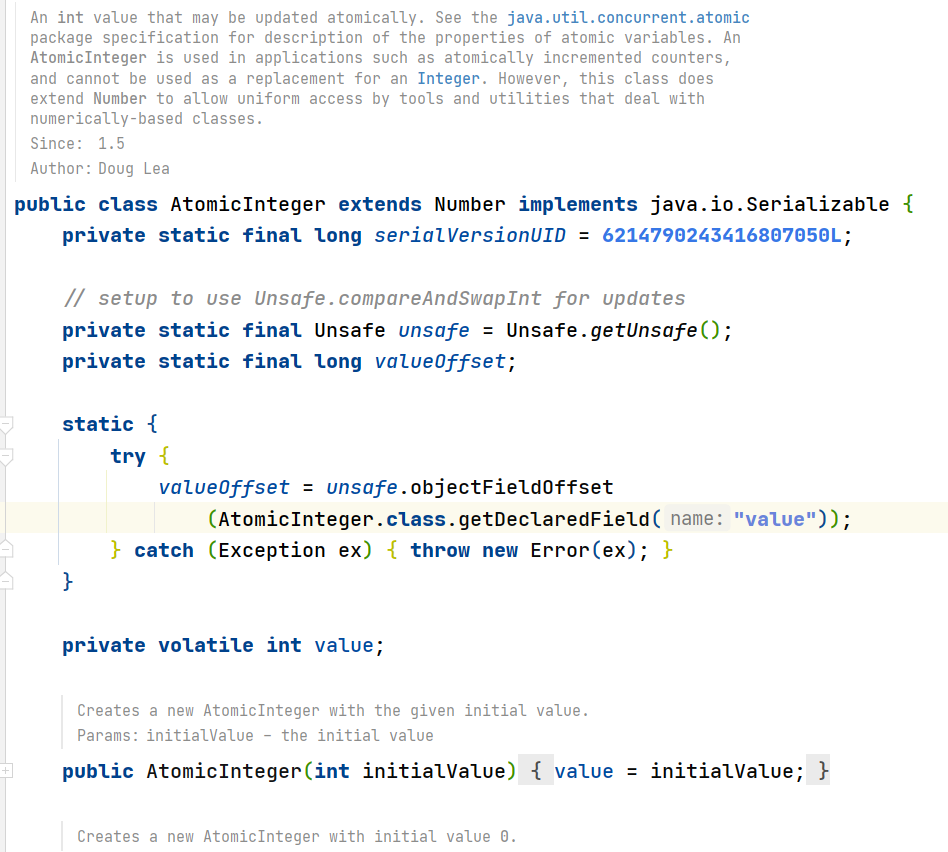 An int value that may be updated atomically. See the java.util.concurrent.atomic
package specification for description of the properties of atomic variables. An
AtomicInteger is used in applications such as atomically incremented counters,
and cannot be used as a replacement for an Integer. However, this class does
extend Number to allow uniform access by tools and utilities that deal with
numerically-based classes.
Since: 1.5
Author: Doug Lea
public class AtomicInteger extends Number implements java.io.Serializable {
    private static final long serialVersionUID = 6214790243416807050L;
    // setup to use Unsafe.compareAndSwapInt for updates
    private static final Unsafe unsafe = Unsafe.getUnsafe();
    private static final long valueOffset;
    static {
        try {
            valueOffset = unsafe.objectFieldOffset
                (AtomicInteger.class.getDeclaredField( name: "value"));
        } catch (Exception ex) { throw new Error(ex); }
    }
    private volatile int value;
    Creates a new AtomicInteger with the given initial value.
    Params: initialValue – the initial value
    public AtomicInteger(int initialValue) { value = initialValue; }
    Creates a new AtomicInteger with initial value 0.